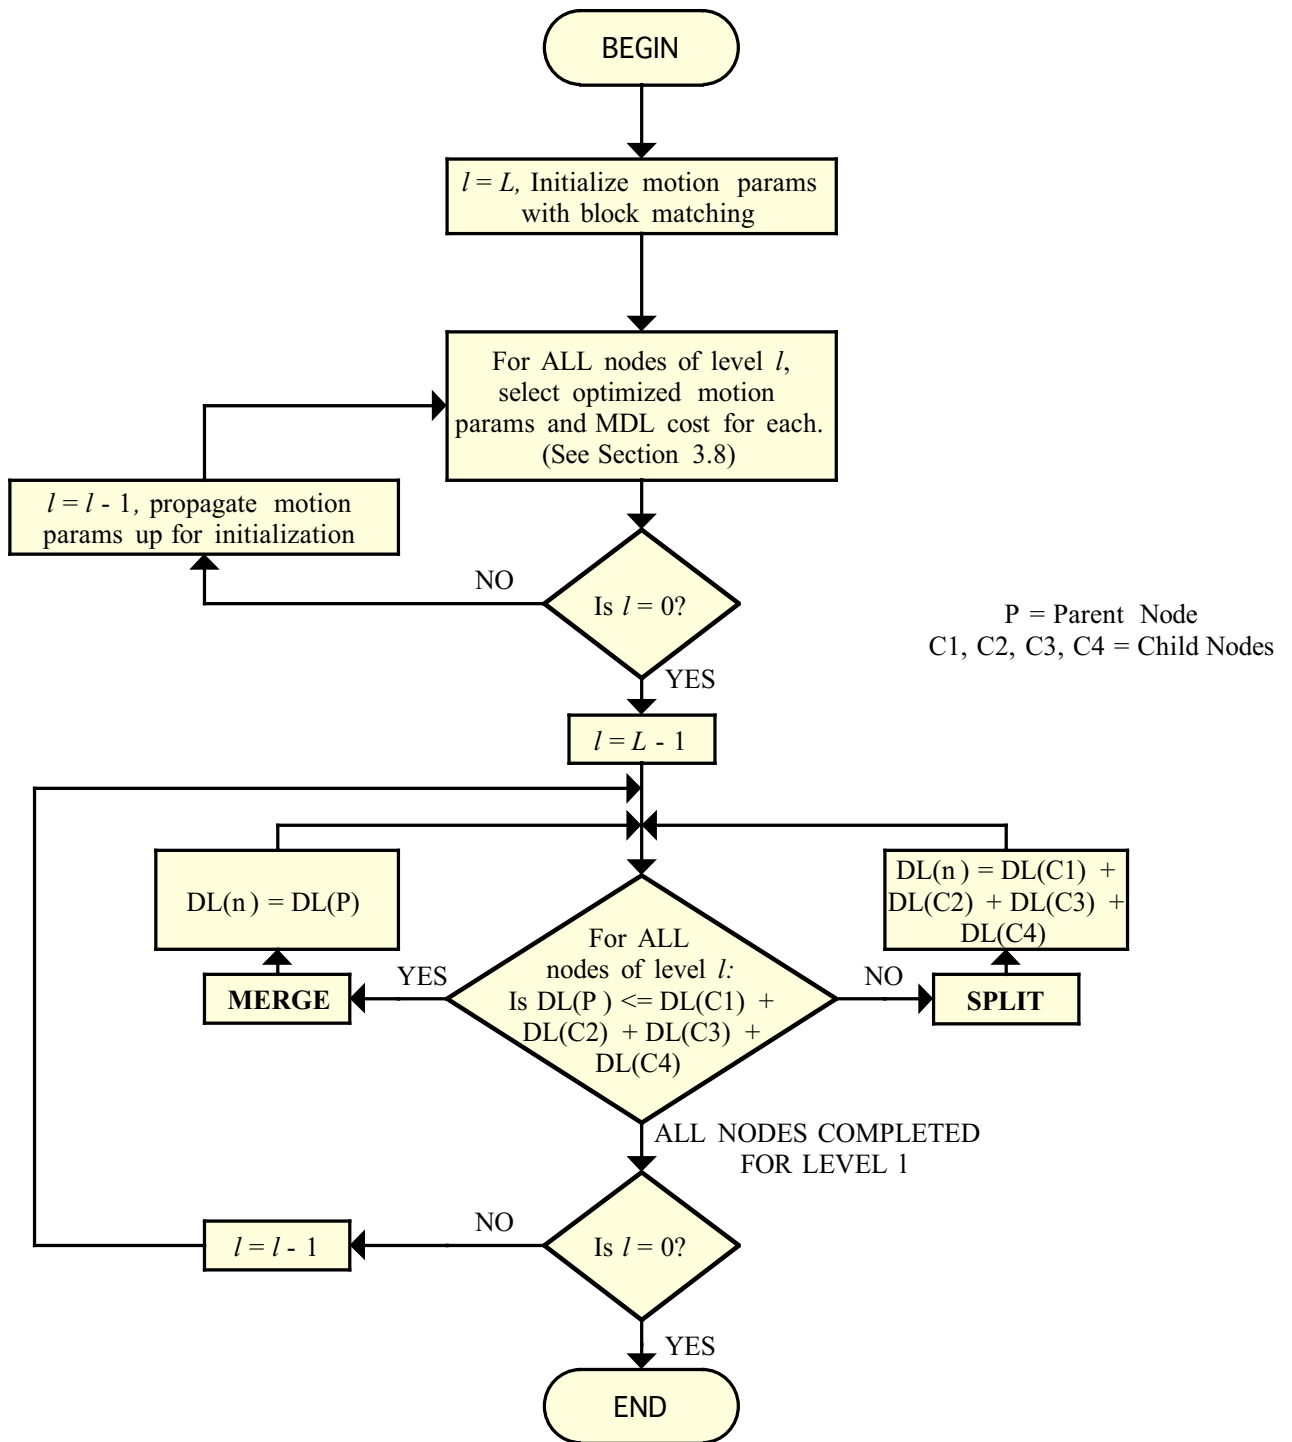 BEGIN
l = L, Initialize motion params
with block matching
For ALL nodes of level l,
select optimized motion
params and MDL cost for each.
(See Section 3.8)
l = l - 1, propagate motion
params up for initialization
NO
Is l = 0?
P = Parent Node
C1, C2, C3, C4 = Child Nodes
YES
l = L - 1
DL(n) = DL(P)
DL(n) = DL(C1) +
DL(C2) + DL(C3) +
DL(C4)
For ALL
nodes of level l:
Is DL(P) <= DL(C1) +
DL(C2) + DL(C3) +
DL(C4)
YES
MERGE
NO
SPLIT
ALL NODES COMPLETED
FOR LEVEL l
NO
l = l - 1
Is l = 0?
YES
END